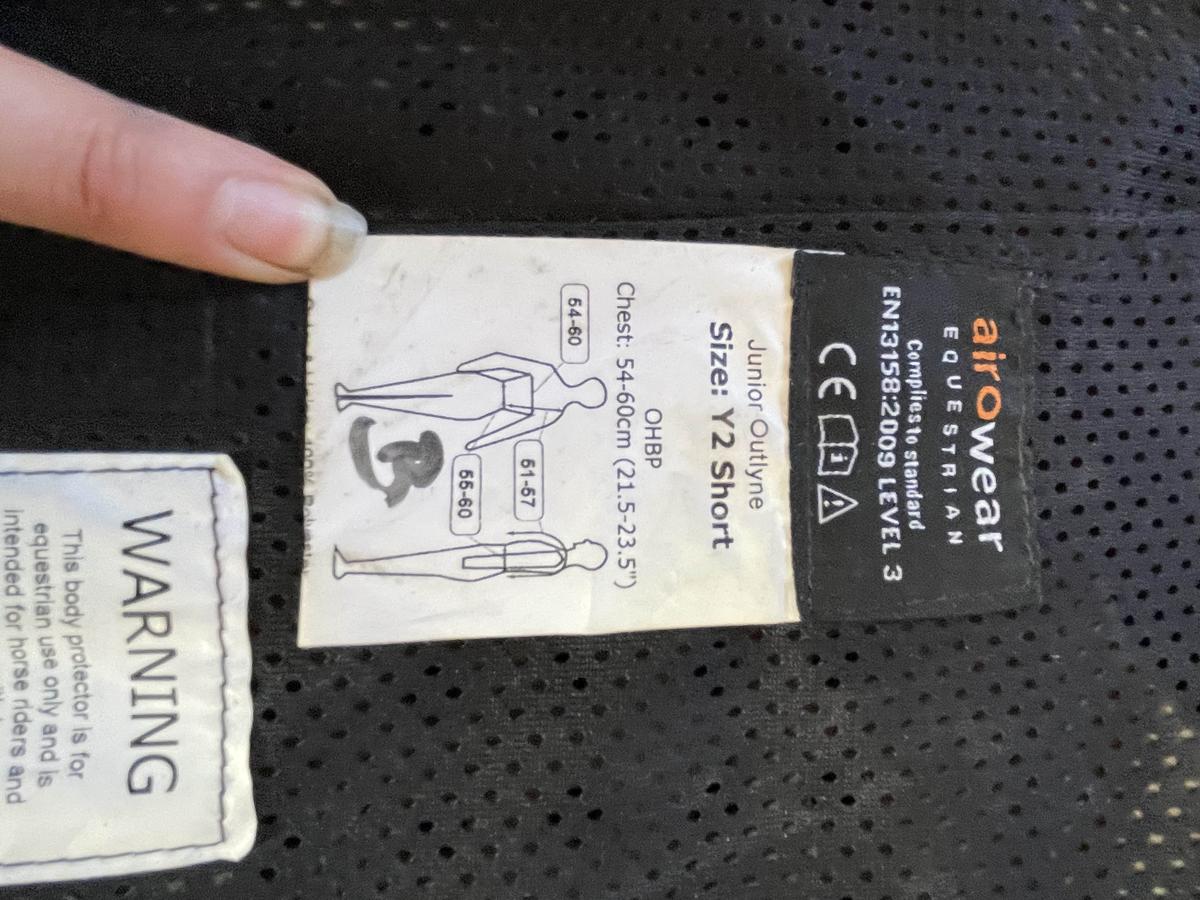 airowear
EQUESTRIAN
Complies to standard
EN13158:2009 LEVEL 3
CE
Junior Outlyne
Size: Y2 Short
OHBP
Chest: 54-60cm (21.5-23.5")
54-60
51-57
55-60
B
WARNING
This body protector is for
equestrian use only and is
intended for horse riders and